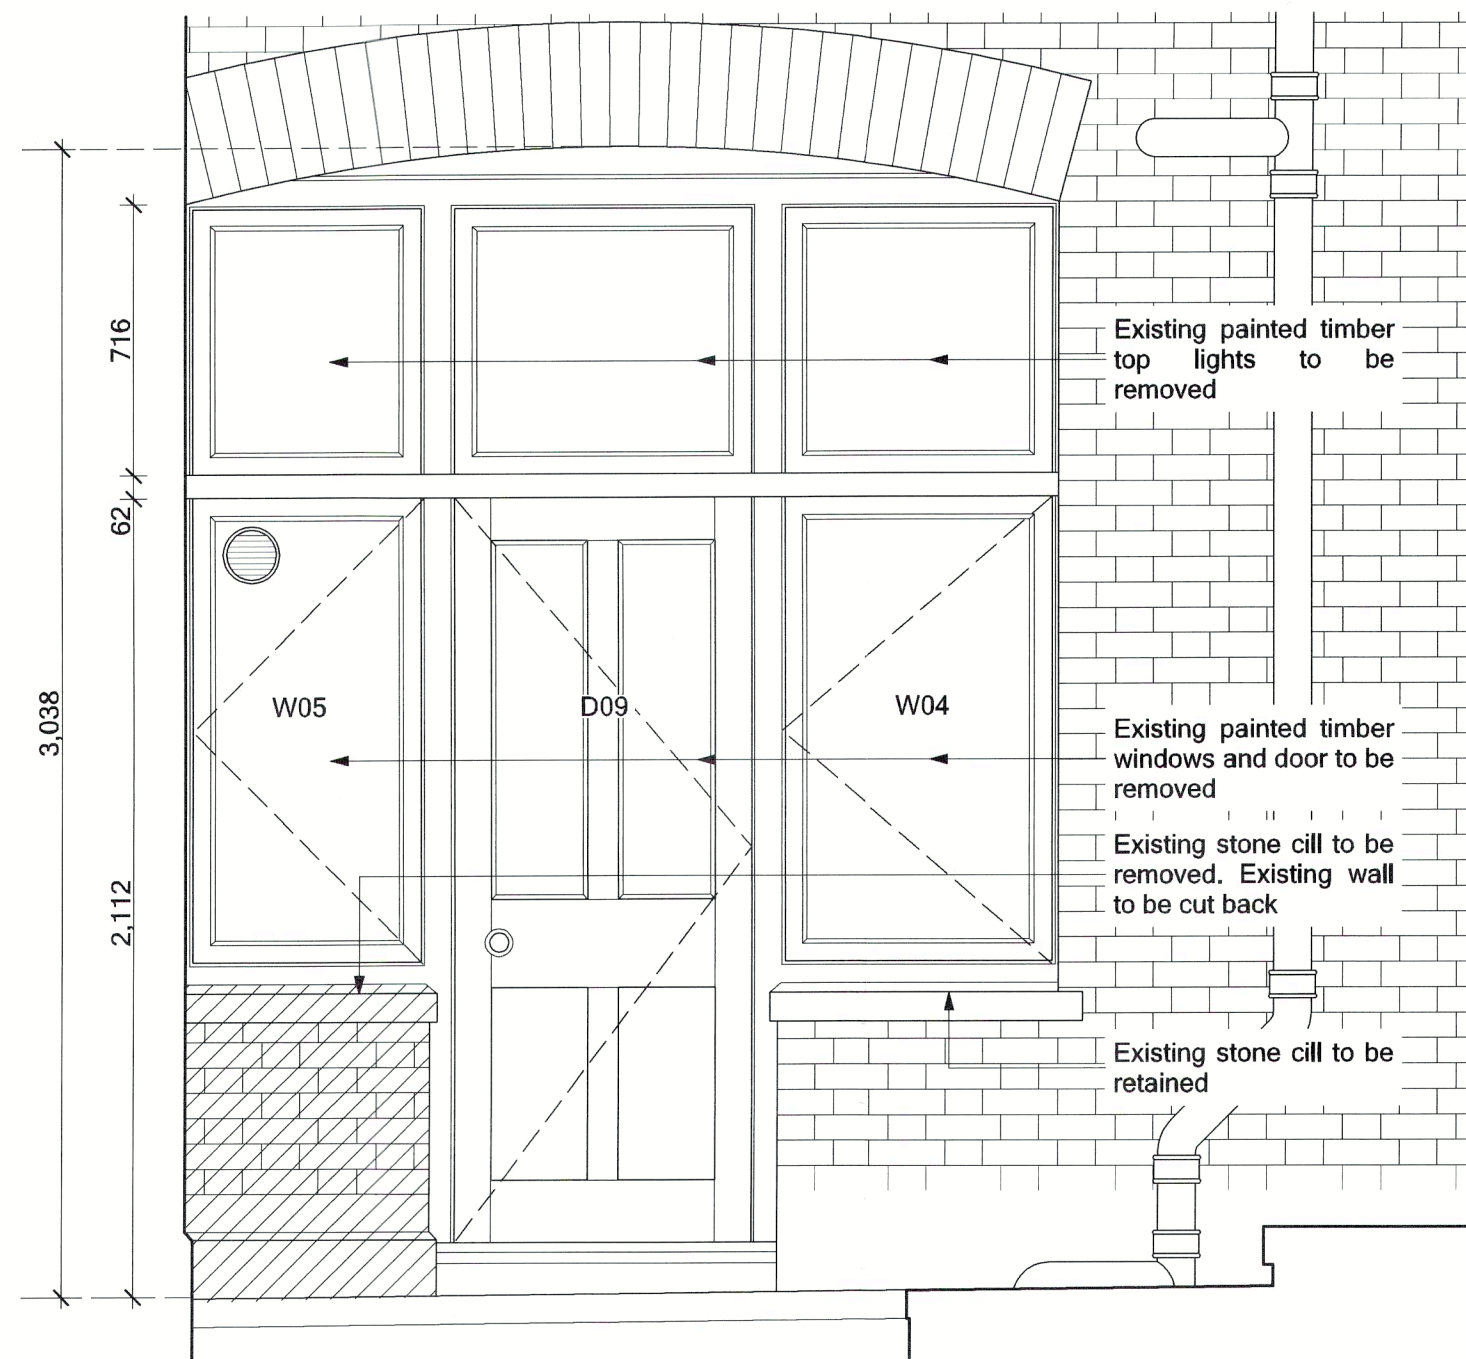 716
62
3,038
2,112
Existing painted timber
top lights to be
removed
W05
D09
W04
Existing painted timber
windows and door to be
removed
Existing stone cill to be
removed. Existing wall
to be cut back
Existing stone cill to be
retained